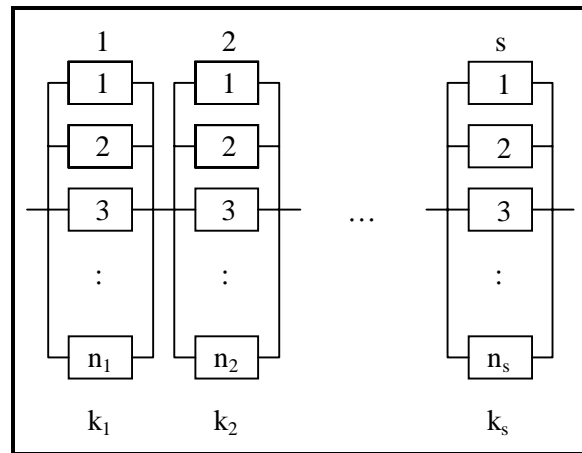 1 2 s
1 1 1
2 2 2
3 3 ... 3
: : :
n₁ n₂ nₛ
k₁ k₂ kₛ